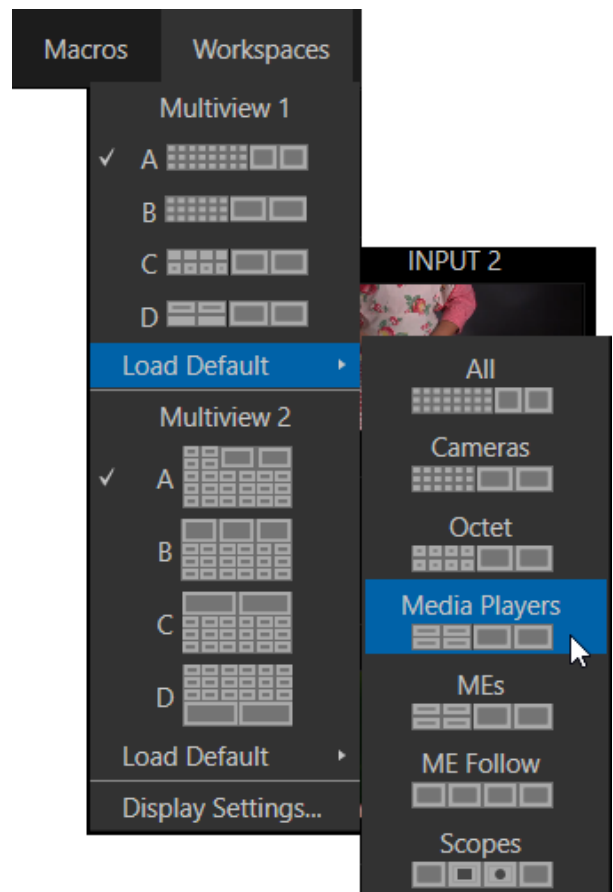 Macros Workspaces
Multiview 1
A
B
C
D
Load Default
Multiview 2
A
B
C
D
Load Default
Display Settings...
INPUT 2
All
Cameras
Octet
Media Players
MEs
ME Follow
Scopes